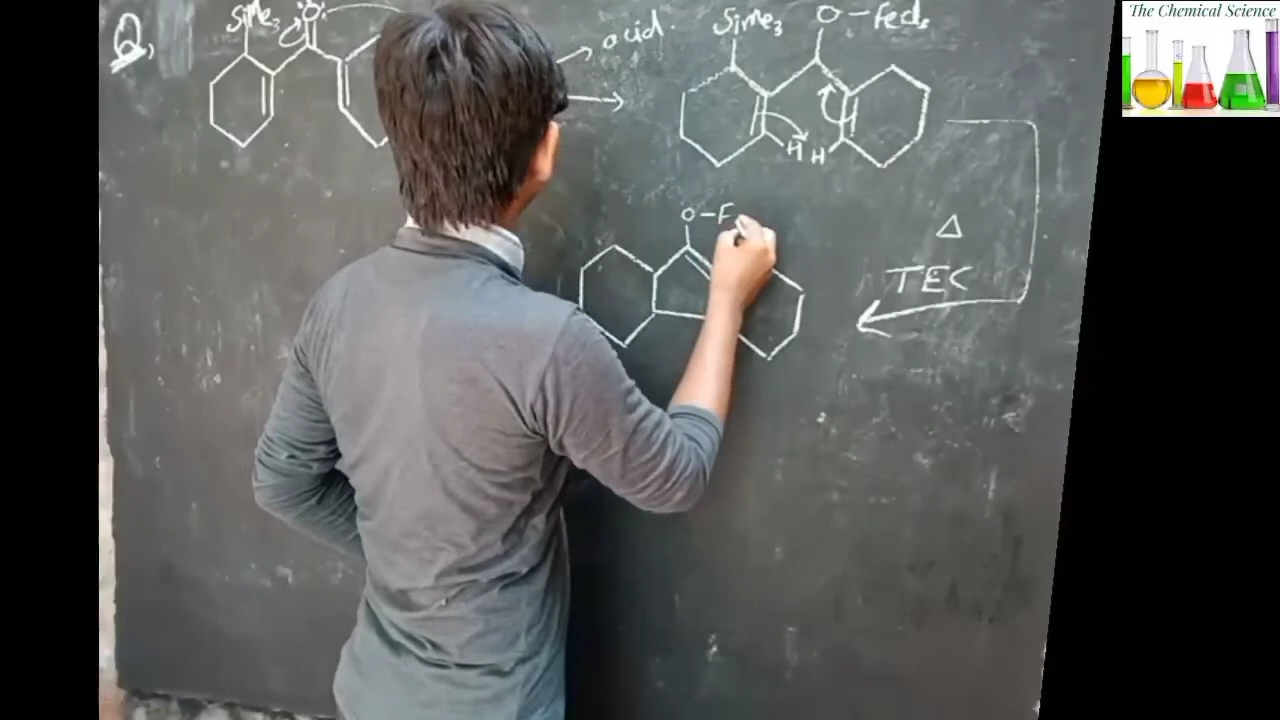 The Chemical Science
Q,
SiMe3
:O:
acid.
SiMe3
O-FeCl3
H H
O-F
Δ
TEC